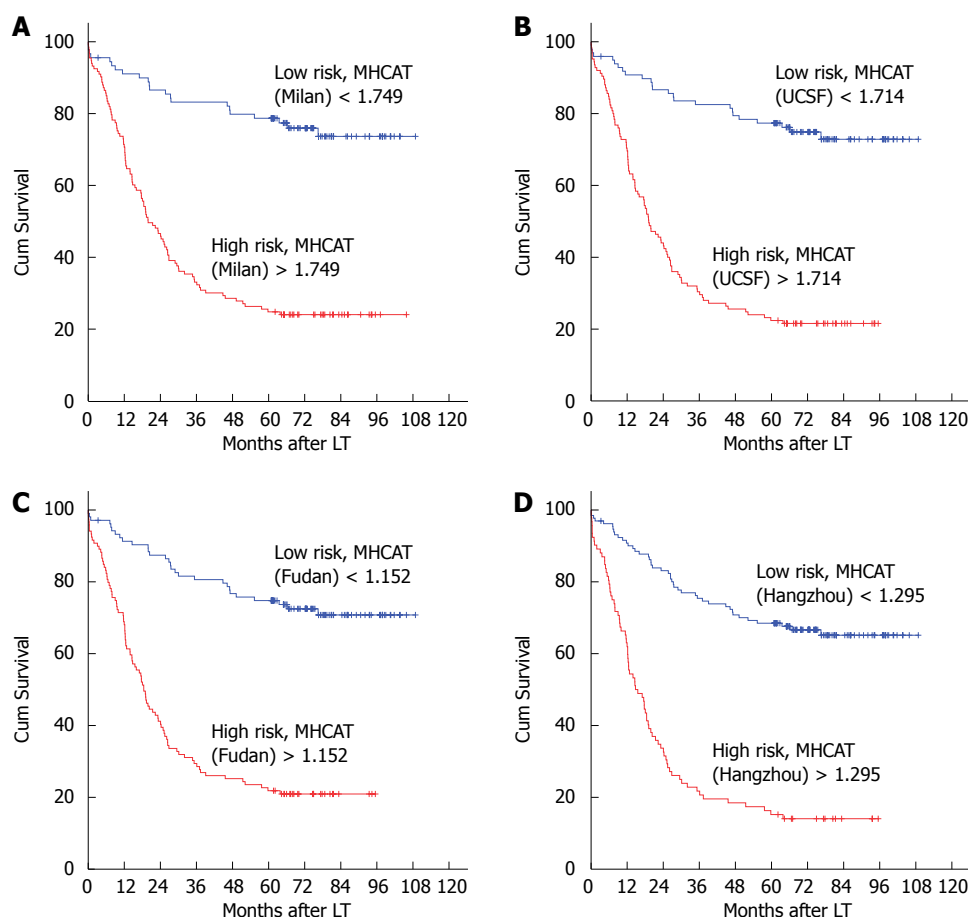 A
100
80
60
40
20
0
Cum Survival
Low risk, MHCAT
(Milan) < 1.749
High risk, MHCAT
(Milan) > 1.749
0 12 24 36 48 60 72 84 96 108 120
Months after LT
B
100
80
60
40
20
0
Cum Survival
Low risk, MHCAT
(UCSF) < 1.714
High risk, MHCAT
(UCSF) > 1.714
0 12 24 36 48 60 72 84 96 108 120
Months after LT
C
100
80
60
40
20
0
Cum Survival
Low risk, MHCAT
(Fudan) < 1.152
High risk, MHCAT
(Fudan) > 1.152
0 12 24 36 48 60 72 84 96 108 120
Months after LT
D
100
80
60
40
20
0
Cum Survival
Low risk, MHCAT
(Hangzhou) < 1.295
High risk, MHCAT
(Hangzhou) > 1.295
0 12 24 36 48 60 72 84 96 108 120
Months after LT